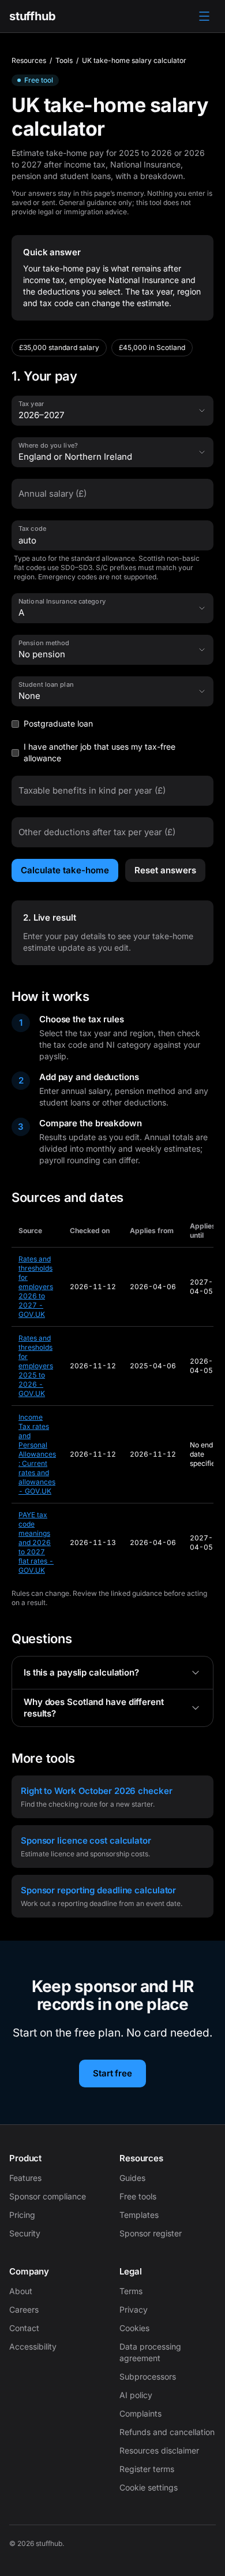 stuffhub
Resources / Tools / UK take-home salary calculator
Free tool
UK take-home salary
calculator
Estimate take-home pay for 2025 to 2026 or 2026
to 2027 after income tax, National Insurance,
pension and student loans, with a breakdown.
Your answers stay in this page's memory. Nothing you enter is
saved or sent. General guidance only; this tool does not
provide legal or immigration advice.
Quick answer
Your take-home pay is what remains after
income tax, employee National Insurance and
the deductions you select. The tax year, region
and tax code can change the estimate.
£35,000 standard salary
£45,000 in Scotland
1. Your pay
Tax year
2026–2027
Where do you live?
England or Northern Ireland
Annual salary (£)
Tax code
auto
Type auto for the standard allowance. Scottish non-basic
flat codes use SD0–SD3. S/C prefixes must match your
region. Emergency codes are not supported.
National Insurance category
A
Pension method
No pension
Student loan plan
None
Postgraduate loan
I have another job that uses my tax-free
allowance
Taxable benefits in kind per year (£)
Other deductions after tax per year (£)
Calculate take-home
Reset answers
2. Live result
Enter your pay details to see your take-home
estimate update as you edit.
How it works
1
Choose the tax rules
Select the tax year and region, then check
the tax code and NI category against your
payslip.
2
Add pay and deductions
Enter annual salary, pension method and any
student loans or other deductions.
3
Compare the breakdown
Results update as you edit. Annual totals are
divided into monthly and weekly estimates;
payroll rounding can differ.
Sources and dates
Source
Checked on
Applies from
Applies
until
Rates and
thresholds
for
employers
2026 to
2027 -
GOV.UK
2026-11-12
2026-04-06
2027-
04-05
Rates and
thresholds
for
employers
2025 to
2026 -
GOV.UK
2026-11-12
2025-04-06
2026-
04-05
Income
Tax rates
and
Personal
Allowances
: Current
rates and
allowances
- GOV.UK
2026-11-12
2026-11-12
No end
date
specifie
PAYE tax
code
meanings
and 2026
to 2027
flat rates -
GOV.UK
2026-11-13
2026-04-06
2027-
04-05
Rules can change. Review the linked guidance before acting
on a result.
Questions
Is this a payslip calculation?
Why does Scotland have different
results?
More tools
Right to Work October 2026 checker
Find the checking route for a new starter.
Sponsor licence cost calculator
Estimate licence and sponsorship costs.
Sponsor reporting deadline calculator
Work out a reporting deadline from an event date.
Keep sponsor and HR
records in one place
Start on the free plan. No card needed.
Start free
Product
Features
Sponsor compliance
Pricing
Security
Resources
Guides
Free tools
Templates
Sponsor register
Company
About
Careers
Contact
Accessibility
Legal
Terms
Privacy
Cookies
Data processing
agreement
Subprocessors
AI policy
Complaints
Refunds and cancellation
Resources disclaimer
Register terms
Cookie settings
© 2026 stuffhub.